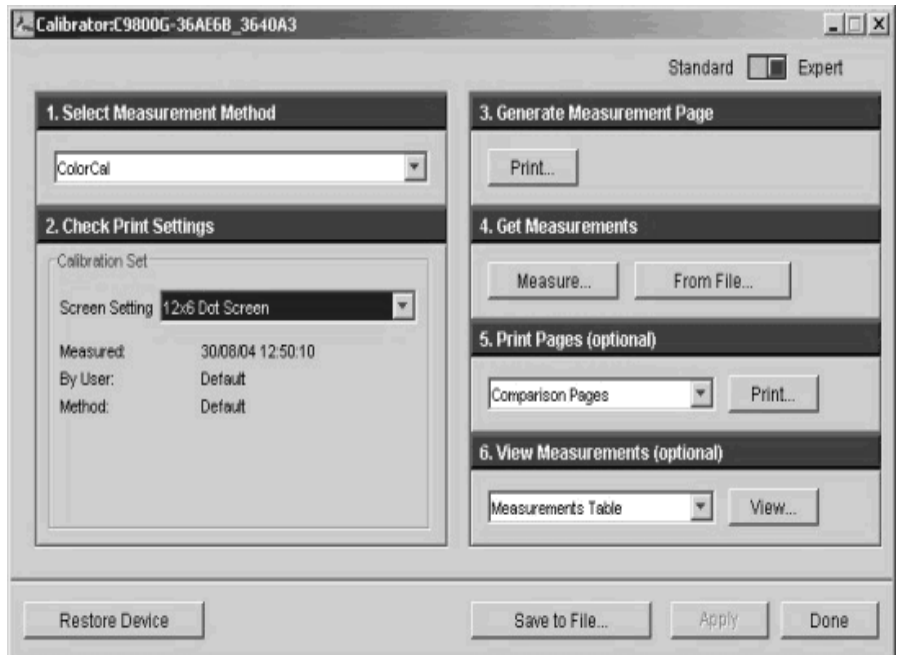 Calibrator:C9800G-36AE6B_3640A3
Standard Expert
1. Select Measurement Method
ColorCal
2. Check Print Settings
Calibration Set
Screen Setting 12x6 Dot Screen
Measured: 30/08/04 12:50:10
By User: Default
Method: Default
3. Generate Measurement Page
Print...
4. Get Measurements
Measure... From File...
5. Print Pages (optional)
Comparison Pages Print...
6. View Measurements (optional)
Measurements Table View...
Restore Device Save to File... Apply Done